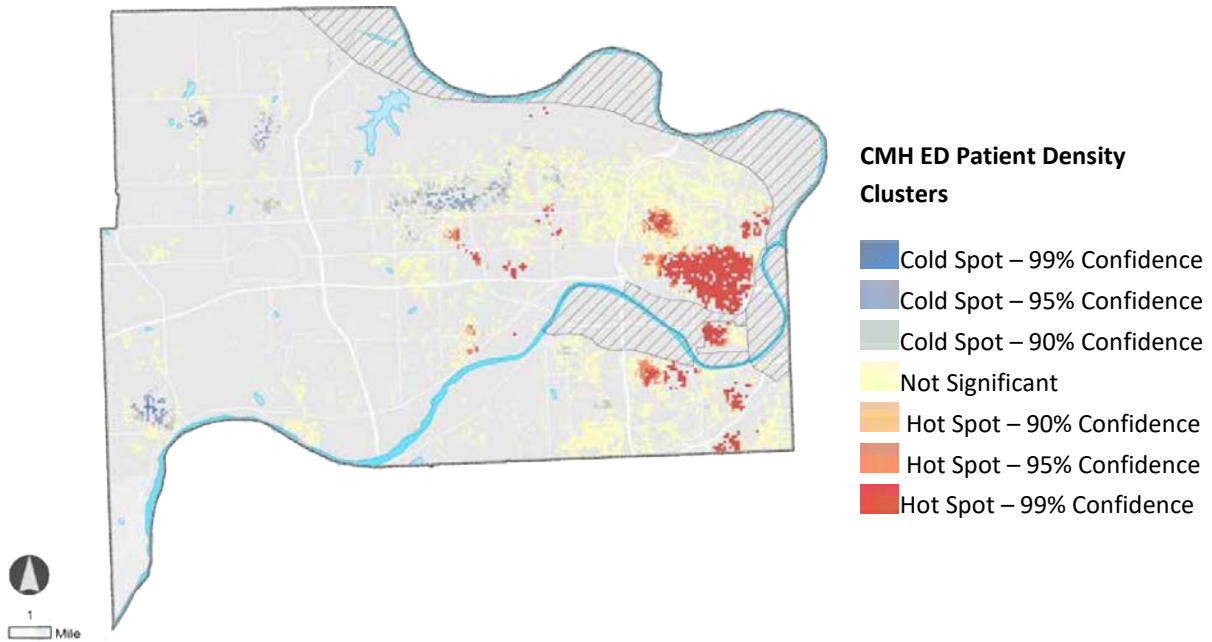 CMH ED Patient Density
Clusters
Cold Spot – 99% Confidence
Cold Spot – 95% Confidence
Cold Spot – 90% Confidence
Not Significant
Hot Spot – 90% Confidence
Hot Spot – 95% Confidence
Hot Spot – 99% Confidence
1
Mile